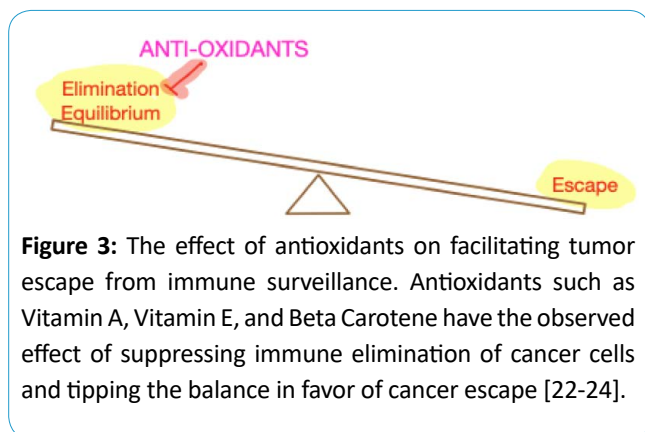 ANTI-OXIDANTS
Elimination
Equilibrium
Escape
Figure 3: The effect of antioxidants on facilitating tumor
escape from immune surveillance. Antioxidants such as
Vitamin A, Vitamin E, and Beta Carotene have the observed
effect of suppressing immune elimination of cancer cells
and tipping the balance in favor of cancer escape [22-24].